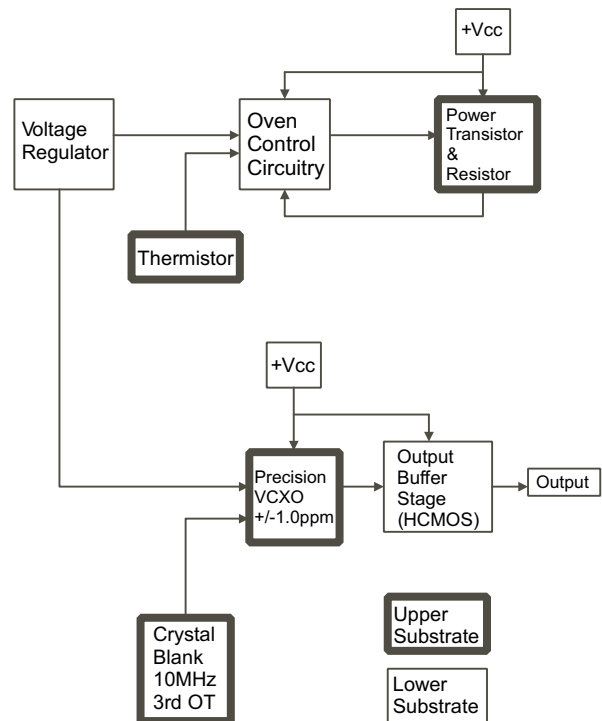 +Vcc
Voltage
Regulator
Oven
Control
Circuitry
Power
Transistor
&
Resistor
Thermistor
+Vcc
Precision
VCXO
+/-1.0ppm
Output
Buffer
Stage
(HCMOS)
Output
Crystal
Blank
10MHz
3rd OT
Upper
Substrate
Lower
Substrate